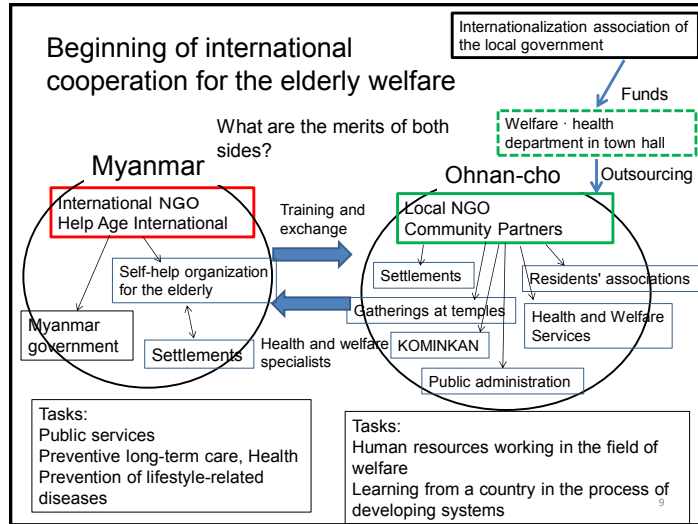 Beginning of international
cooperation for the elderly welfare
Internationalization association of
the local government
Funds
Welfare · health
department in town hall
Outsourcing
What are the merits of both
sides?
Myanmar
International NGO
Help Age International
Self-help organization
for the elderly
Myanmar
government
Settlements
Training and
exchange
Health and welfare
specialists
Ohnan-cho
Local NGO
Community Partners
Settlements
Residents' associations
Gatherings at temples
Health and Welfare
Services
KOMINKAN
Public administration
Tasks:
Public services
Preventive long-term care, Health
Prevention of lifestyle-related
diseases
Tasks:
Human resources working in the field of
welfare
Learning from a country in the process of
developing systems
9